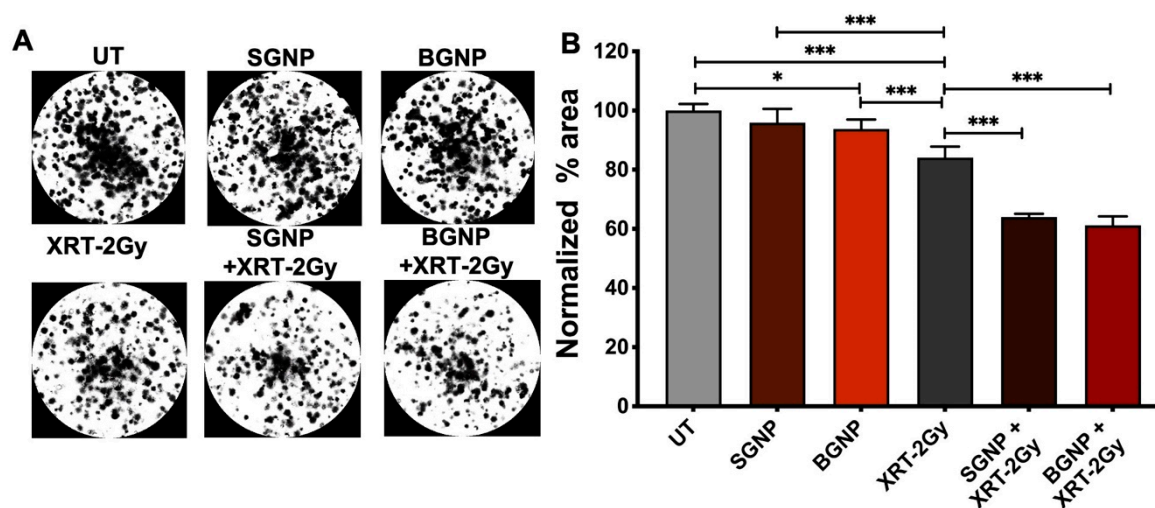 A
UT
SGNP
BGNP
XRT-2Gy
SGNP
+XRT-2Gy
BGNP
+XRT-2Gy
B
Normalized % area
120
100
80
60
40
20
0
***
***
*
***
***
***
UT
SGNP
BGNP
XRT-2Gy
SGNP +
XRT-2Gy
BGNP +
XRT-2Gy